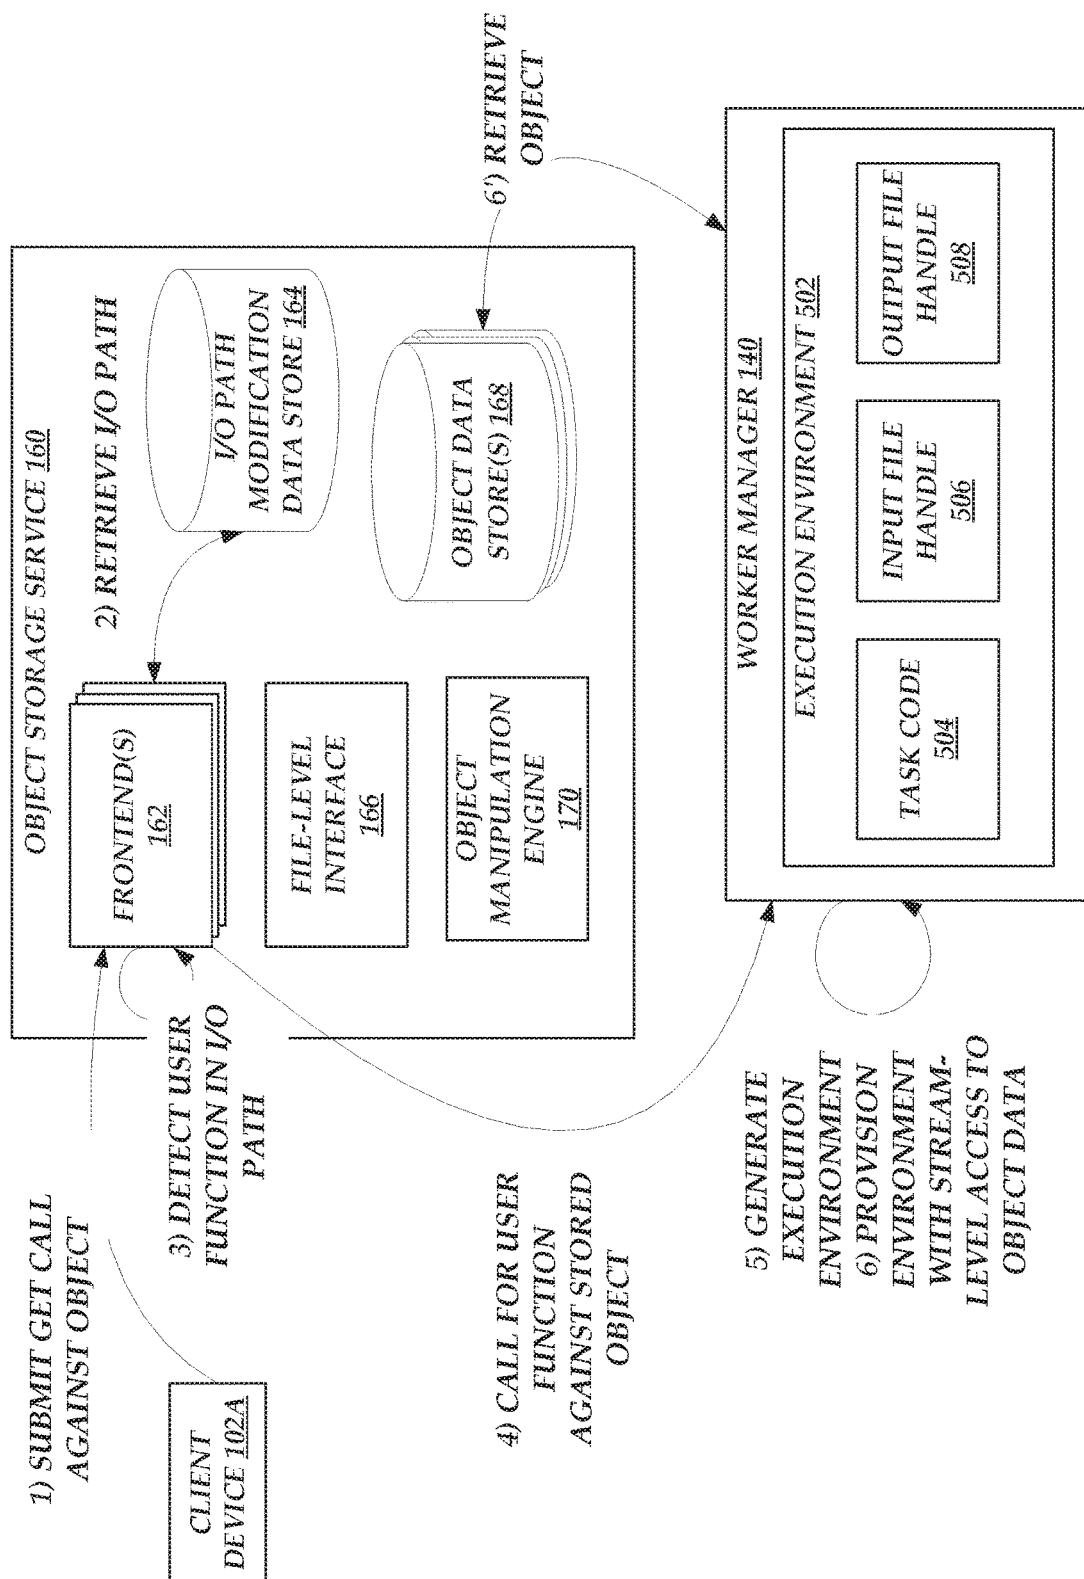 1) SUBMIT GET CALL
AGAINST OBJECT
CLIENT
DEVICE 102A
OBJECT STORAGE SERVICE 160
FRONTEND(S)
162
2) RETRIEVE I/O PATH
I/O PATH
MODIFICATION
DATA STORE 164
3) DETECT USER
FUNCTION IN I/O
PATH
FILE-LEVEL
INTERFACE
166
OBJECT DATA
STORE(S) 168
OBJECT
MANIPULATION
ENGINE
170
6') RETRIEVE
OBJECT
4) CALL FOR USER
FUNCTION
AGAINST STORED
OBJECT
5) GENERATE
EXECUTION
ENVIRONMENT
6) PROVISION
ENVIRONMENT
WITH STREAM-
LEVEL ACCESS TO
OBJECT DATA
WORKER MANAGER 140
EXECUTION ENVIRONMENT 502
TASK CODE
504
INPUT FILE
HANDLE
506
OUTPUT FILE
HANDLE
508